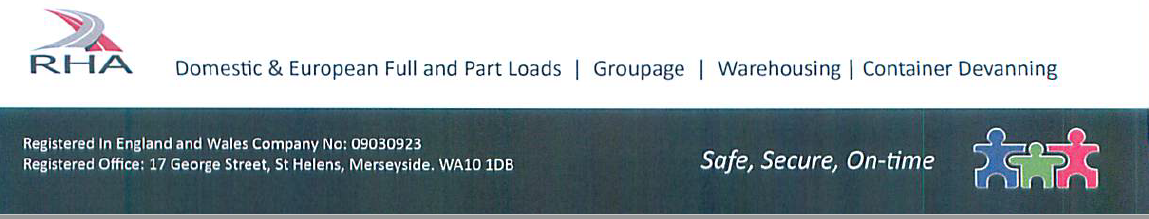 RHA
Domestic & European Full and Part Loads | Groupage | Warehousing | Container Devanning
Registered In England and Wales Company No: 09030923
Registered Office: 17 George Street, St Helens, Merseyside. WA10 1DB
Safe, Secure, On-time